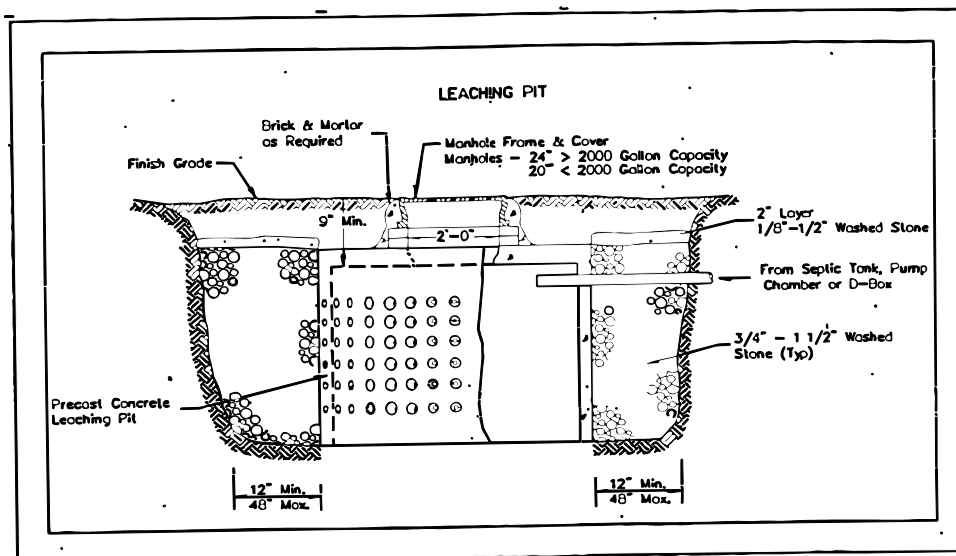 LEACHING PIT
Brick & Mortar
as Required
Manhole Frame & Cover
Manholes - 24" > 2000 Gallon Capacity
20" < 2000 Gallon Capacity
Finish Grade
9" Min.
2'-0"
2" Layer
1/8"-1/2" Washed Stone
From Septic Tank, Pump
Chamber or D-Box
3/4" - 1 1/2" Washed
Stone (Typ)
Precast Concrete
Leaching Pit
12" Min.
48" Max.
12" Min.
48" Max.